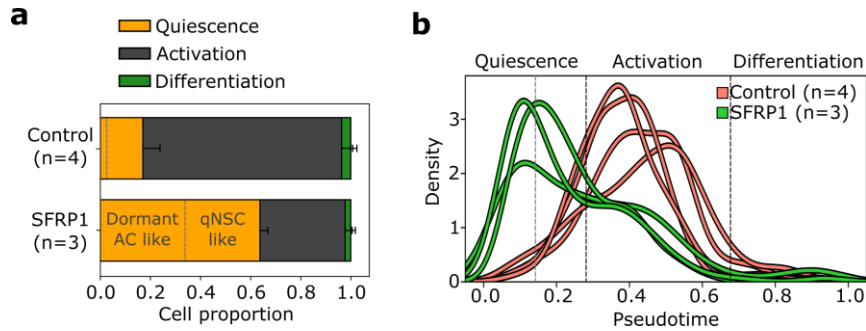 a
Quiescence
Activation
Differentiation
Control
(n=4)
SFRP1
(n=3)
Dormant
AC like
qNSC
like
0.0 0.2 0.4 0.6 0.8 1.0
Cell proportion
b
Quiescence Activation Differentiation
Control (n=4)
SFRP1 (n=3)
Density
3
2
1
0
0.0 0.2 0.4 0.6 0.8 1.0
Pseudotime